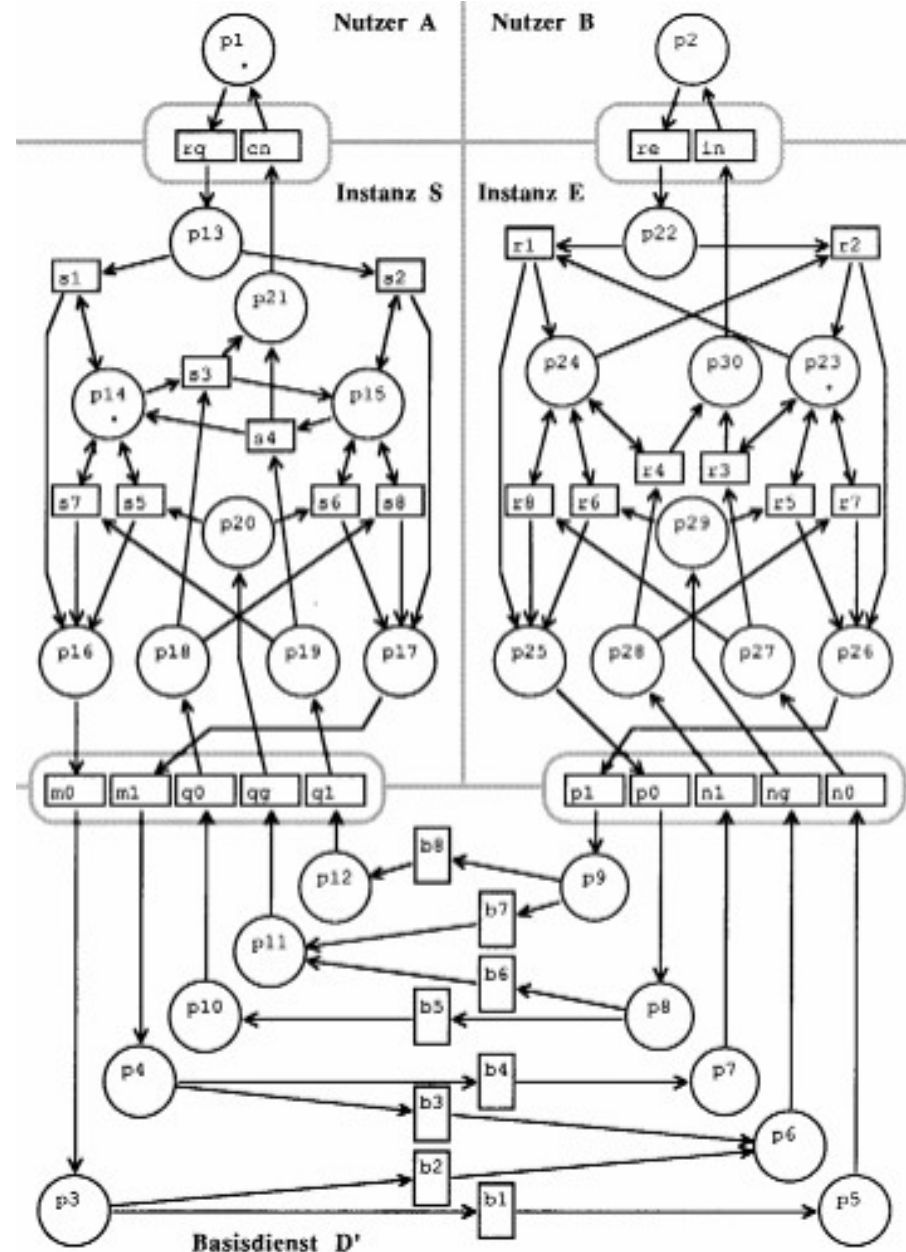 Nutzer A
Nutzer B
p1
p2
rq
cn
re
in
Instanz S
Instanz E
p13
p22
s1
s2
r1
r2
p21
s3
p14
p15
p24
p30
p23
s4
r4
r3
s7
s5
s6
s8
r8
r6
r5
r7
p20
p29
p16
p18
p19
p17
p25
p28
p27
p26
m0
m1
q0
qg
q1
p1
p0
n1
ng
n0
b8
p12
p9
b7
p11
b6
p10
b5
p8
p4
b4
p7
b3
p6
b2
p3
b1
p5
Basisdienst D'